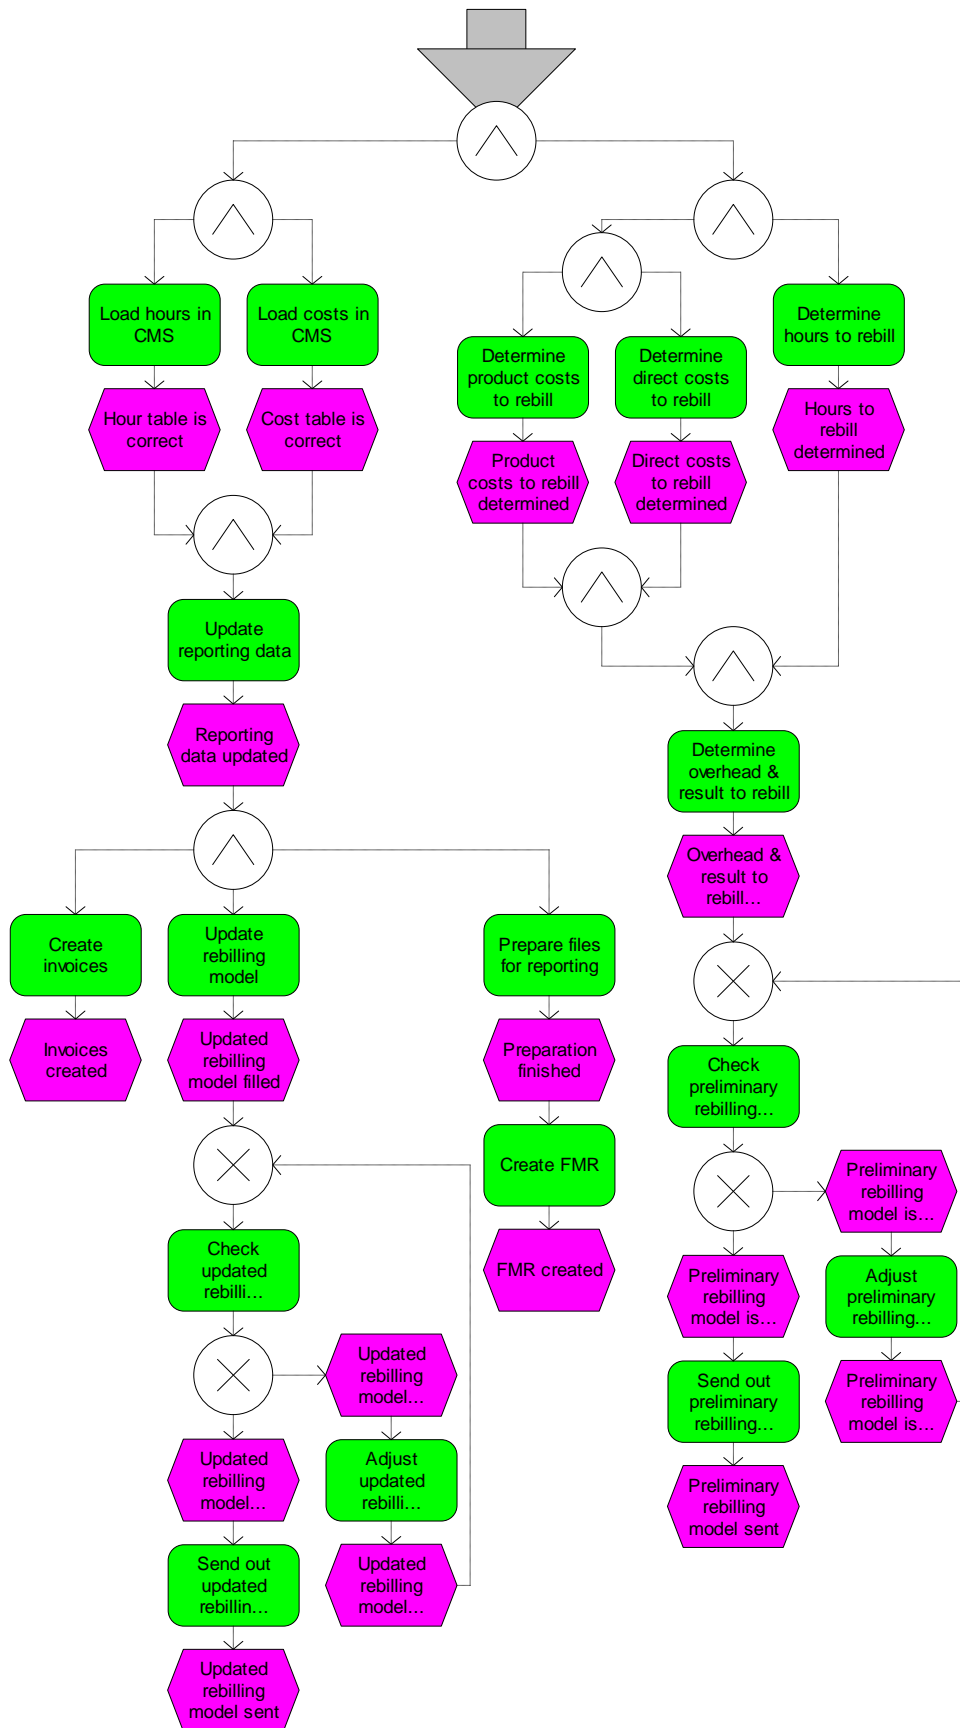 Load hours in
CMS
Load costs in
CMS
Determine
hours to rebill
Determine
product costs
to rebill
Determine
direct costs
to rebill
Hour table is
correct
Cost table is
correct
Hours to
rebill
determined
Product
costs to rebill
determined
Direct costs
to rebill
determined
Update
reporting data
Reporting
data updated
Determine
overhead &
result to rebill
Overhead &
result to
rebill...
Create
invoices
Update
rebilling
model
Prepare files
for reporting
Invoices
created
Updated
rebilling
model filled
Preparation
finished
Check
preliminary
rebilling...
Create FMR
Preliminary
rebilling
model is...
Check
updated
rebilli...
FMR created
Preliminary
rebilling
model is...
Adjust
preliminary
rebilling...
Updated
rebilling
model...
Send out
preliminary
rebilling...
Preliminary
rebilling
model is...
Updated
rebilling
model...
Adjust
updated
rebilli...
Preliminary
rebilling
model sent
Send out
updated
rebillin...
Updated
rebilling
model...
Updated
rebilling
model sent